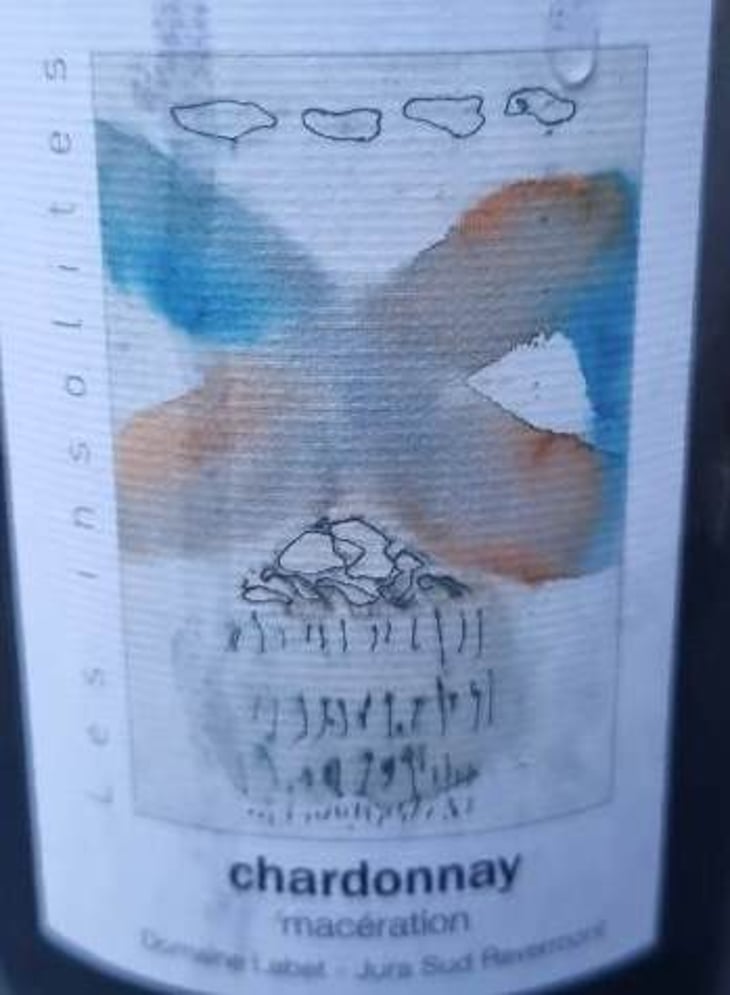 Les insolites
chardonnay
macération
Domaine Labet - Jura Sud Revermont